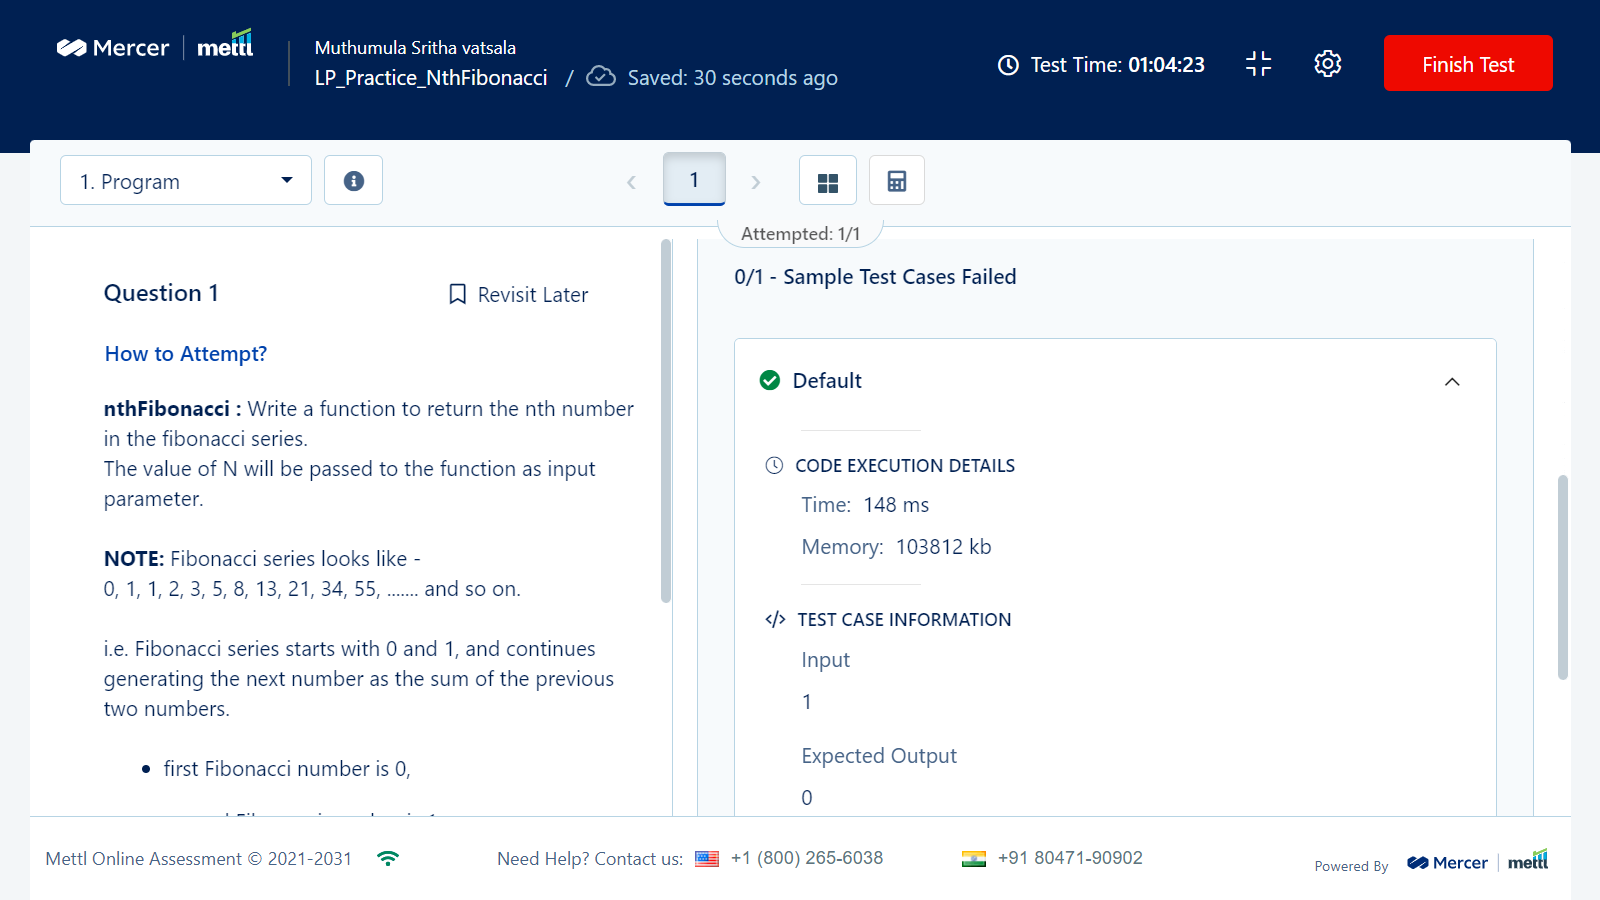 Mercer | mettl
Muthumula Sritha vatsala
LP_Practice_NthFibonacci / Saved: 30 seconds ago
Test Time: 01:04:23
Finish Test
1. Program
1
Attempted: 1/1
Question 1
Revisit Later
How to Attempt?
nthFibonacci : Write a function to return the nth number
in the fibonacci series.
The value of N will be passed to the function as input
parameter.
NOTE: Fibonacci series looks like -
0, 1, 1, 2, 3, 5, 8, 13, 21, 34, 55, ....... and so on.
i.e. Fibonacci series starts with 0 and 1, and continues
generating the next number as the sum of the previous
two numbers.
• first Fibonacci number is 0,
0/1 - Sample Test Cases Failed
Default
CODE EXECUTION DETAILS
Time: 148 ms
Memory: 103812 kb
</> TEST CASE INFORMATION
Input
1
Expected Output
0
Mettl Online Assessment © 2021-2031
Need Help? Contact us: +1 (800) 265-6038
+91 80471-90902
Powered By Mercer | mettl